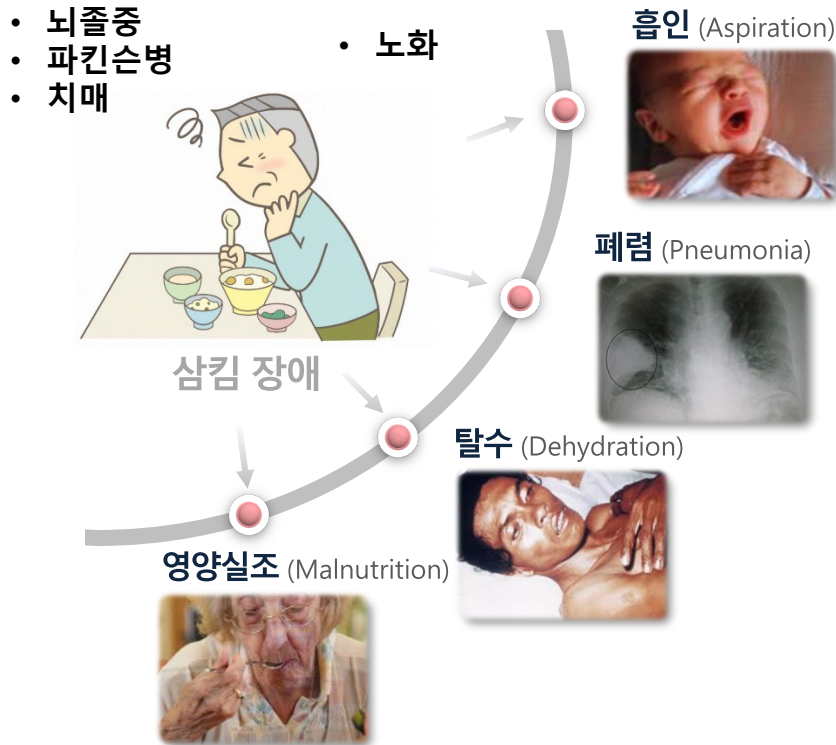 • 뇌졸중
• 파킨슨병
• 치매
• 노화
흡인 (Aspiration)
폐렴 (Pneumonia)
삼킴 장애
탈수 (Dehydration)
영양실조 (Malnutrition)